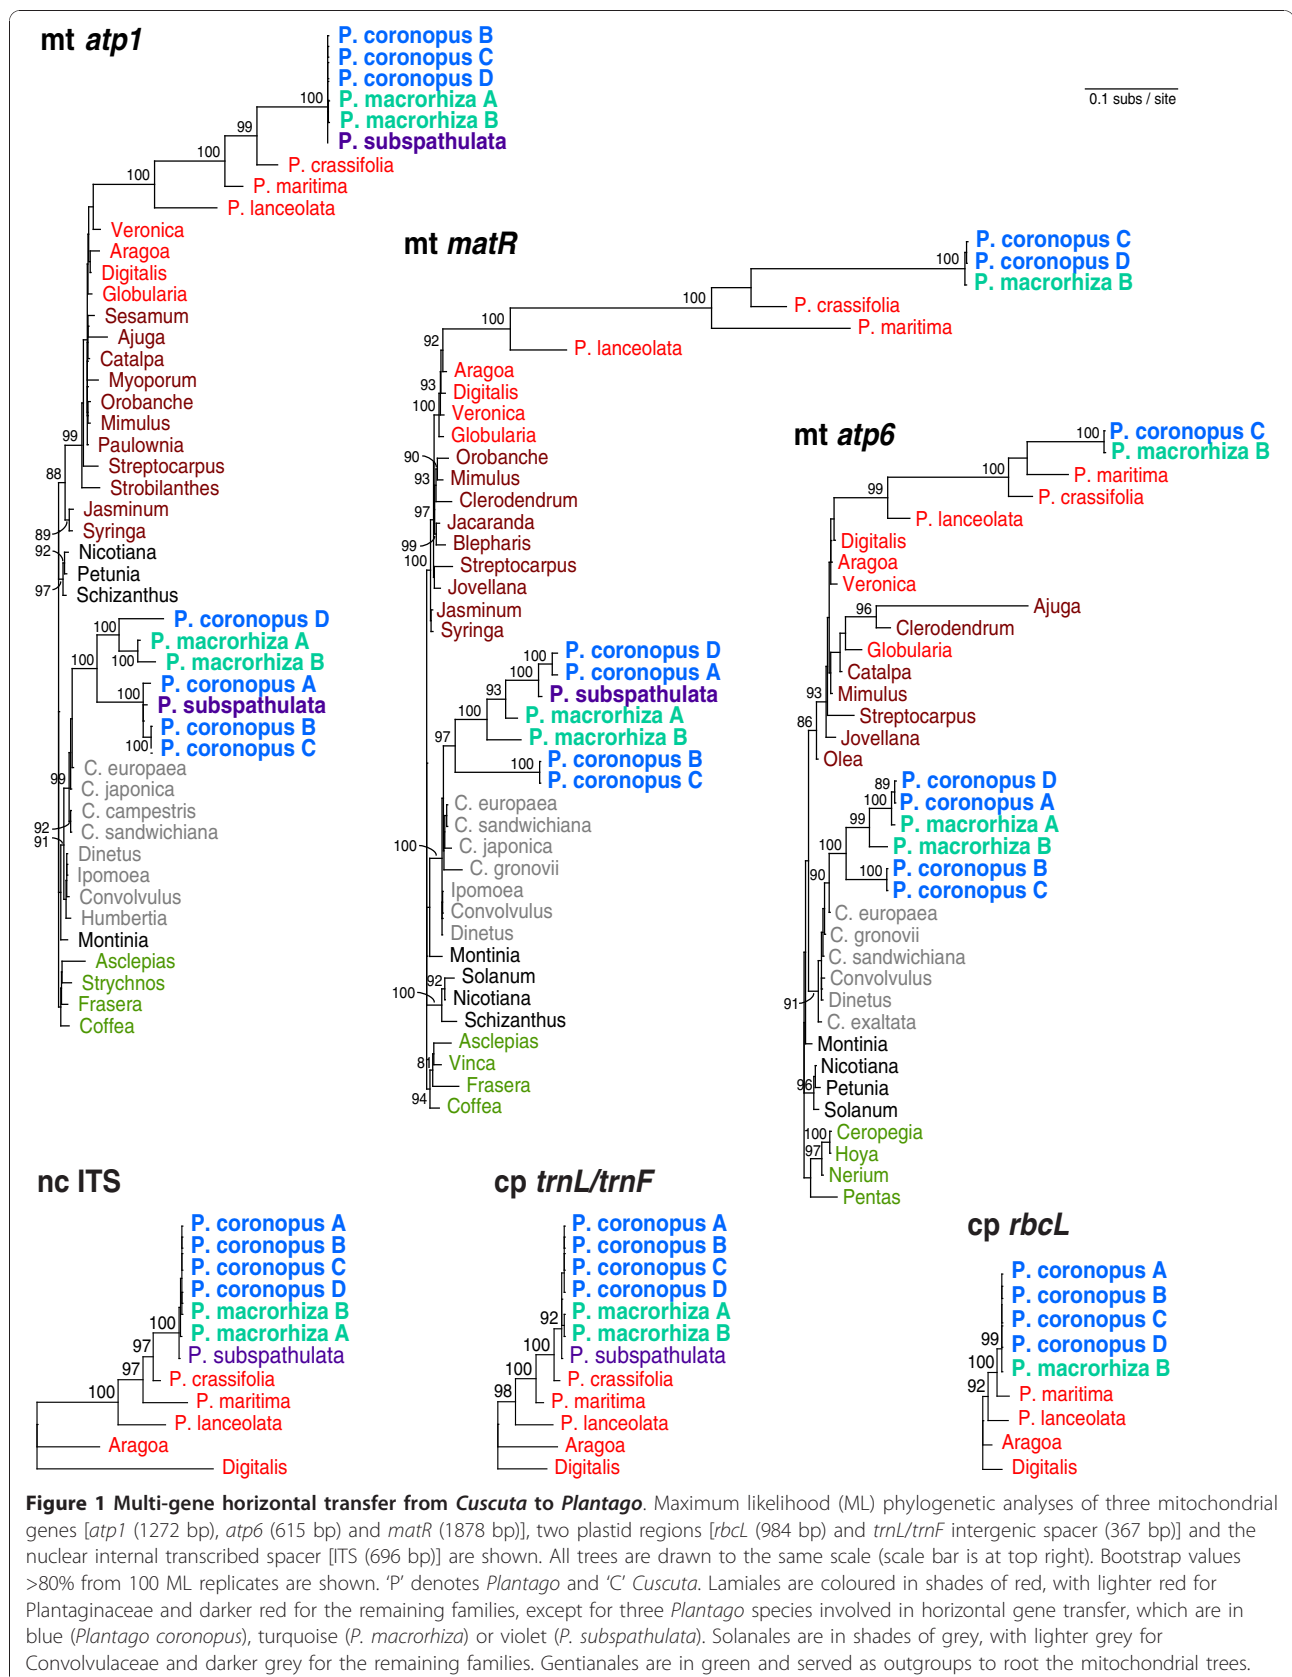 mt atp1
P. coronopus B
P. coronopus C
P. coronopus D
P. macrorhiza A
P. macrorhiza B
P. subspathulata
100
99
P. crassifolia
100
P. maritima
100
P. lanceolata
Veronica
Aragoa
Digitalis
Globularia
Sesamum
Ajuga
Catalpa
Myoporum
Orobanche
Mimulus
99
Paulownia
Streptocarpus
88
Strobilanthes
Jasminum
89
Syringa
92
Nicotiana
Petunia
97
Schizanthus
P. coronopus D
100
P. macrorhiza A
100
100
P. macrorhiza B
P. coronopus A
100
P. subspathulata
P. coronopus B
100
P. coronopus C
C. europaea
99
C. japonica
C. campestris
92
C. sandwichiana
91
Dinetus
Ipomoea
Convolvulus
Humbertia
Montinia
Asclepias
Strychnos
Frasera
Coffea
0.1 subs / site
mt matR
P. coronopus C
100
P. coronopus D
P. macrorhiza B
100
P. crassifolia
100
P. maritima
92
P. lanceolata
Aragoa
93
Digitalis
100
Veronica
Globularia
90
Orobanche
93
Mimulus
Clerodendrum
97
Jacaranda
99
Blepharis
100
Streptocarpus
Jovellana
Jasminum
Syringa
100
P. coronopus D
100
P. coronopus A
93
P. subspathulata
100
P. macrorhiza A
97
P. macrorhiza B
100
P. coronopus B
P. coronopus C
C. europaea
C. sandwichiana
100
C. japonica
C. gronovii
Ipomoea
Convolvulus
Dinetus
Montinia
92
Solanum
100
Nicotiana
Schizanthus
Asclepias
81
Vinca
Frasera
94
Coffea
mt atp6
100
P. coronopus C
P. macrorhiza B
100
P. maritima
99
P. crassifolia
P. lanceolata
Digitalis
Aragoa
Veronica
96
Ajuga
Clerodendrum
Globularia
Catalpa
93
Mimulus
Streptocarpus
86
Jovellana
Olea
89
P. coronopus D
100
P. coronopus A
99
P. macrorhiza A
100
P. macrorhiza B
100
P. coronopus B
P. coronopus C
90
C. europaea
C. gronovii
C. sandwichiana
Convolvulus
91
Dinetus
C. exaltata
Montinia
Nicotiana
96
Petunia
Solanum
100
Ceropegia
97
Hoya
Nerium
Pentas
nc ITS
P. coronopus A
P. coronopus B
P. coronopus C
P. coronopus D
P. macrorhiza B
100
P. macrorhiza A
97
P. subspathulata
97
P. crassifolia
100
P. maritima
P. lanceolata
Aragoa
Digitalis
cp trnL/trnF
P. coronopus A
P. coronopus B
P. coronopus C
P. coronopus D
92
P. macrorhiza A
P. macrorhiza B
100
P. subspathulata
100
P. crassifolia
98
P. maritima
P. lanceolata
Aragoa
Digitalis
cp rbcL
P. coronopus A
P. coronopus B
P. coronopus C
99
P. coronopus D
100
P. macrorhiza B
92
P. maritima
P. lanceolata
Aragoa
Digitalis
Figure 1 Multi-gene horizontal transfer from Cuscuta to Plantago. Maximum likelihood (ML) phylogenetic analyses of three mitochondrial
genes [atp1 (1272 bp), atp6 (615 bp) and matR (1878 bp)], two plastid regions [rbcL (984 bp) and trnL/trnF intergenic spacer (367 bp)] and the
nuclear internal transcribed spacer [ITS (696 bp)] are shown. All trees are drawn to the same scale (scale bar is at top right). Bootstrap values
>80% from 100 ML replicates are shown. ‘P’ denotes Plantago and ‘C’ Cuscuta. Lamiales are coloured in shades of red, with lighter red for
Plantaginaceae and darker red for the remaining families, except for three Plantago species involved in horizontal gene transfer, which are in
blue (Plantago coronopus), turquoise (P. macrorhiza) or violet (P. subspathulata). Solanales are in shades of grey, with lighter grey for
Convolvulaceae and darker grey for the remaining families. Gentianales are in green and served as outgroups to root the mitochondrial trees.